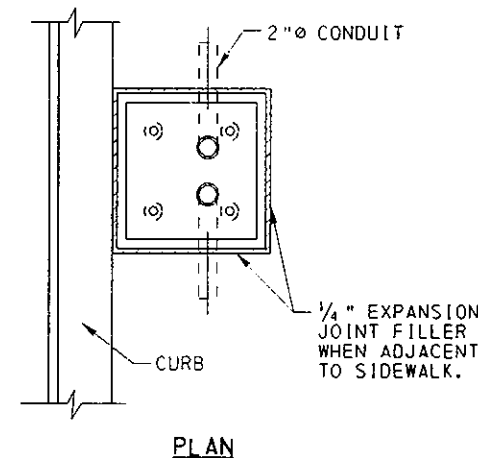 2"ø CONDUIT
1/4" EXPANSION
JOINT FILLER
WHEN ADJACENT
TO SIDEWALK.
CURB
PLAN